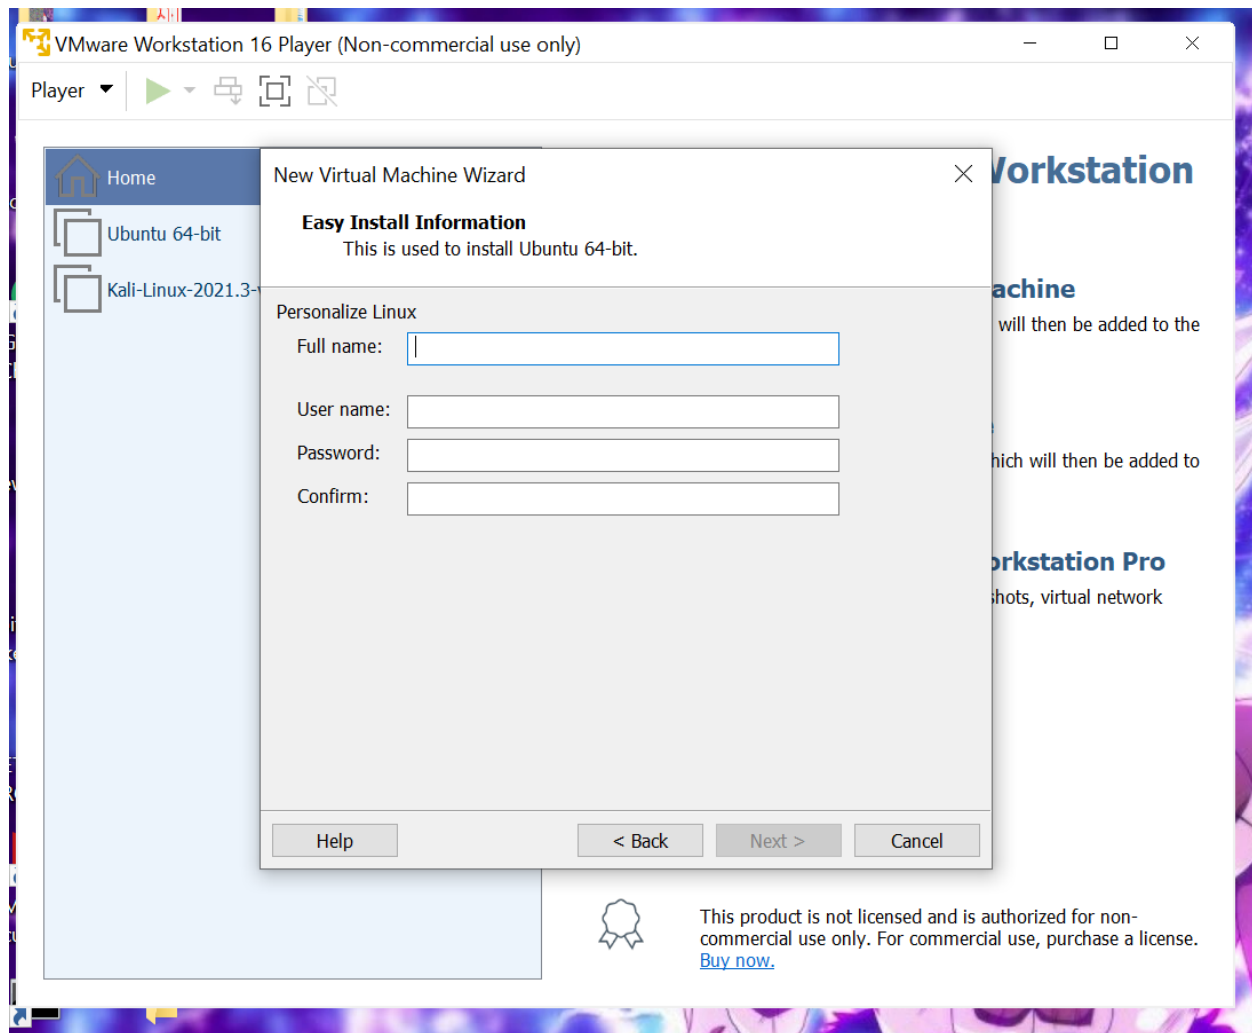 VMware Workstation 16 Player (Non-commercial use only)
Player
Home
Ubuntu 64-bit
Kali-Linux-2021.3-
New Virtual Machine Wizard
Easy Install Information
This is used to install Ubuntu 64-bit.
Personalize Linux
Full name:
User name:
Password:
Confirm:
Help
< Back
Next >
Cancel
Workstation
achine
will then be added to the
hich will then be added to
orkstation Pro
shots, virtual network
This product is not licensed and is authorized for non-
commercial use only. For commercial use, purchase a license.
Buy now.